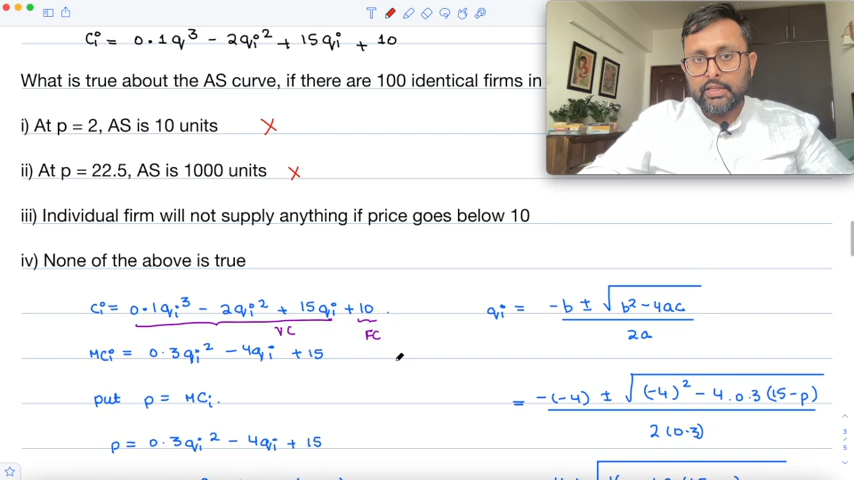 Ci = 0.1q³ - 2qi² + 15qi + 10
What is true about the AS curve, if there are 100 identical firms in
i) At p = 2, AS is 10 units ×
ii) At p = 22.5, AS is 1000 units ×
iii) Individual firm will not supply anything if price goes below 10
iv) None of the above is true
Ci = 0.1qi³ - 2qi² + 15qi + 10
VC FC
MCi = 0.3qi² - 4qi + 15
put p = MCi.
p = 0.3qi² - 4qi + 15
qi = (-b ± √(b² - 4ac)) / 2a
= (-(-4) ± √((-4)² - 4.0.3(15-p))) / 2(0.3)
3
/
5